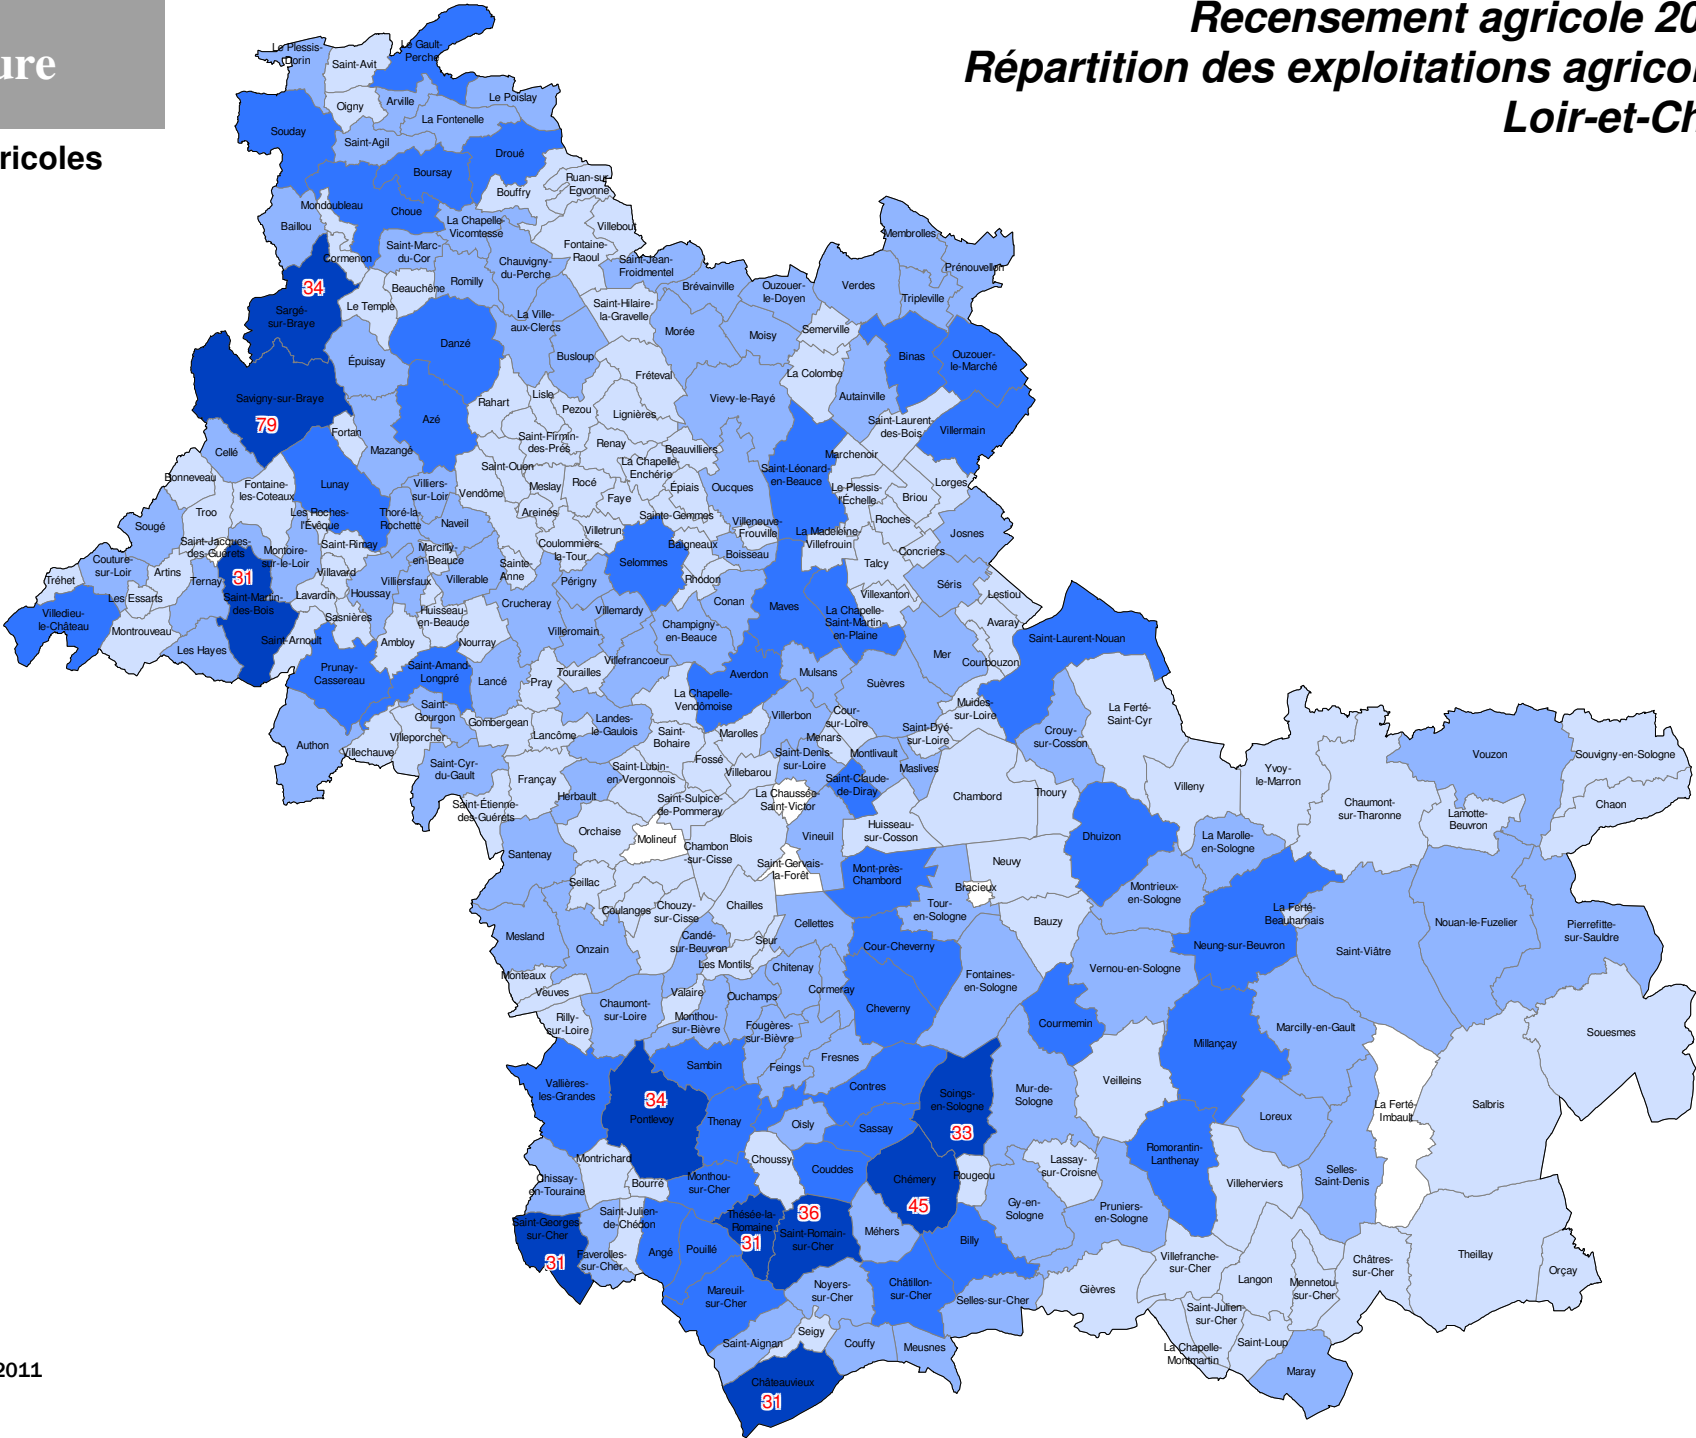 ure
ricoles
Recensement agricole 20
Répartition des exploitations agricol
Loir-et-Ch
Le Plessis-
Dorin
Saint-Avit
Le Gault-
Perche
Oigny
Arville
Le Poislay
La Fontenelle
Souday
Saint-Agil
Droué
Boursay
Ruan-sur-
Egvonne
Bouffry
Mondoubleau
Choue
Baillou
La Chapelle-
Vicomtesse
Villebout
Saint-Marc-
du-Cor
Fontaine-
Raoul
Cormenon
Chauvigny-
du-Perche
Saint-Jean-
Froidmentel
Membrolles
Prénouvellon
Romilly
Beauchêne
Brévainville
Ouzouer-
le-Doyen
Verdes
Tripleville
34
Sargé-
sur-Braye
Le Temple
Saint-Hilaire-
la-Gravelle
La Ville-
aux-Clercs
Morée
Moisy
Semerville
Danzé
Busloup
Épuisay
Binas
Ouzouer-
le-Marché
Fréteval
La Colombe
Savigny-sur-Braye
79
Rahart
Lisle
Pezou
Lignières
Vievy-le-Rayé
Autainville
Azé
Fortan
Saint-Laurent-
des-Bois
Villermain
Mazangé
Saint-Firmin-
des-Prés
Renay
Beauvilliers
Cellé
Marchenoir
Saint-Ouen
La Chapelle-
Enchérie
Saint-Léonard-
en-Beauce
Bonneveau
Fontaine-
les-Coteaux
Lunay
Villiers-
sur-Loir
Vendôme
Meslay
Rocé
Faye
Épiais
Oucques
Le Plessis-
l'Échelle
Briou
Lorges
Troo
Les Roches-
l'Évêque
Thoré-la-
Rochette
Naveil
Areines
Sainte-Gemmes
Villeneuve-
Frouville
Roches
Sougé
Villetrun
La Madeleine-
Villefrouin
Josnes
Saint-Jacques-
des-Guérets
Montoire-
sur-le-Loir
Saint-Rimay
Marcilly-
en-Beauce
Coulommiers-
la-Tour
Baigneaux
Boisseau
Concriers
Couture-
sur-Loir
Artins
Ternay
31
Saint-Martin-
des-Bois
Villavard
Villiersfaux
Villerable
Sainte-
Anne
Périgny
Selommes
Rhodon
Talcy
Tréhet
Les Essarts
Lavardin
Houssay
Séris
Villexanton
Lestiou
Villedieu-
le-Château
Sasnières
Huisseau-
en-Beauce
Crucheray
Villemardy
Conan
Maves
La Chapelle-
Saint-Martin-
en-Plaine
Avaray
Montrouveau
Saint-Arnoult
Ambloy
Nourray
Villeromain
Champigny-
en-Beauce
Saint-Laurent-Nouan
Les Hayes
Mer
Courbouzon
Prunay-
Cassereau
Saint-Amand-
Longpré
Lancé
Pray
Tourailles
Villefrancoeur
Averdon
Mulsans
Suèvres
La Chapelle-
Vendômoise
Muides-
sur-Loire
La Ferté-
Saint-Cyr
Saint-
Gourgon
Villeporcher
Gombergean
Lancôme
Landes-
le-Gaulois
Saint-
Bohaire
Marolles
Villerbon
Cour-
sur-Loire
Menars
Saint-Dyé-
sur-Loire
Crouy-
sur-Cosson
Authon
Villechauve
Saint-Cyr-
du-Gault
Françay
Herbault
Saint-Lubin-
en-Vergonnois
Fossé
Villebarou
Saint-Denis-
sur-Loire
Montlivault
Maslives
Vouzon
Souvigny-en-Sologne
Yvoy-
le-Marron
Villeny
Saint-Étienne-
des-Guérets
Saint-Sulpice-
de-Pommeray
La Chaussée-
Saint-Victor
Saint-Claude-
de-Diray
Chambord
Thoury
Chaumont-
sur-Tharonne
Lamotte-
Beuvron
Chaon
Orchaise
Molineuf
Chambon-
sur-Cisse
Blois
Vineuil
Huisseau-
sur-Cosson
Dhuizon
La Marolle-
en-Sologne
Santenay
Saint-Gervais-
la-Forêt
Mont-près-
Chambord
Neuvy
Bracieux
Montrieux-
en-Sologne
Seillac
Coulanges
Chouzy-
sur-Cisse
Chailles
Cellettes
Tour-
en-Sologne
Bauzy
La Ferté-
Beauharnais
Nouan-le-Fuzelier
Pierrefitte-
sur-Sauldre
Mesland
Onzain
Candé-
sur-Beuvron
Seur
Cour-Cheverny
Neung-sur-Beuvron
Saint-Viâtre
Les Montils
Chitenay
Vernou-en-Sologne
Monteaux
Veuves
Valaire
Ouchamps
Cormeray
Cheverny
Fontaines-
en-Sologne
Rilly-
sur-Loire
Chaumont-
sur-Loire
Monthou-
sur-Bièvre
Fougères-
sur-Bièvre
Courmemin
Millançay
Marcilly-en-Gault
Souesmes
Vallières-
les-Grandes
Sambin
Feings
Fresnes
Contres
Soings-
en-Sologne
33
Mur-de-
Sologne
Veilleins
34
Pontlevoy
Thenay
Oisly
Sassay
Loreux
La Ferté-
Imbault
Salbris
Montrichard
Bourré
Choussy
Couddes
Chémery
45
Rougeou
Lassay-
sur-Croisne
Romorantin-
Lanthenay
Villeherviers
Selles-
Saint-Denis
Chissay-
en-Touraine
Monthou-
sur-Cher
Gy-en-
Sologne
Pruniers-
en-Sologne
Saint-Georges-
sur-Cher
31
Saint-Julien-
de-Chédon
Faverolles-
sur-Cher
Angé
Pouillé
Thésée-la-
Romaine
31
36
Saint-Romain-
sur-Cher
Méhers
Billy
Villefranche-
sur-Cher
Langon
Mennetou-
sur-Cher
Châtres-
sur-Cher
Theillay
Orçay
Mareuil-
sur-Cher
Noyers-
sur-Cher
Châtillon-
sur-Cher
Selles-sur-Cher
Gièvres
Saint-Julien-
sur-Cher
Saint-Aignan
Seigy
Couffy
Meusnes
La Chapelle-
Montmartin
Saint-Loup
Maray
Châteauvieux
31
2011